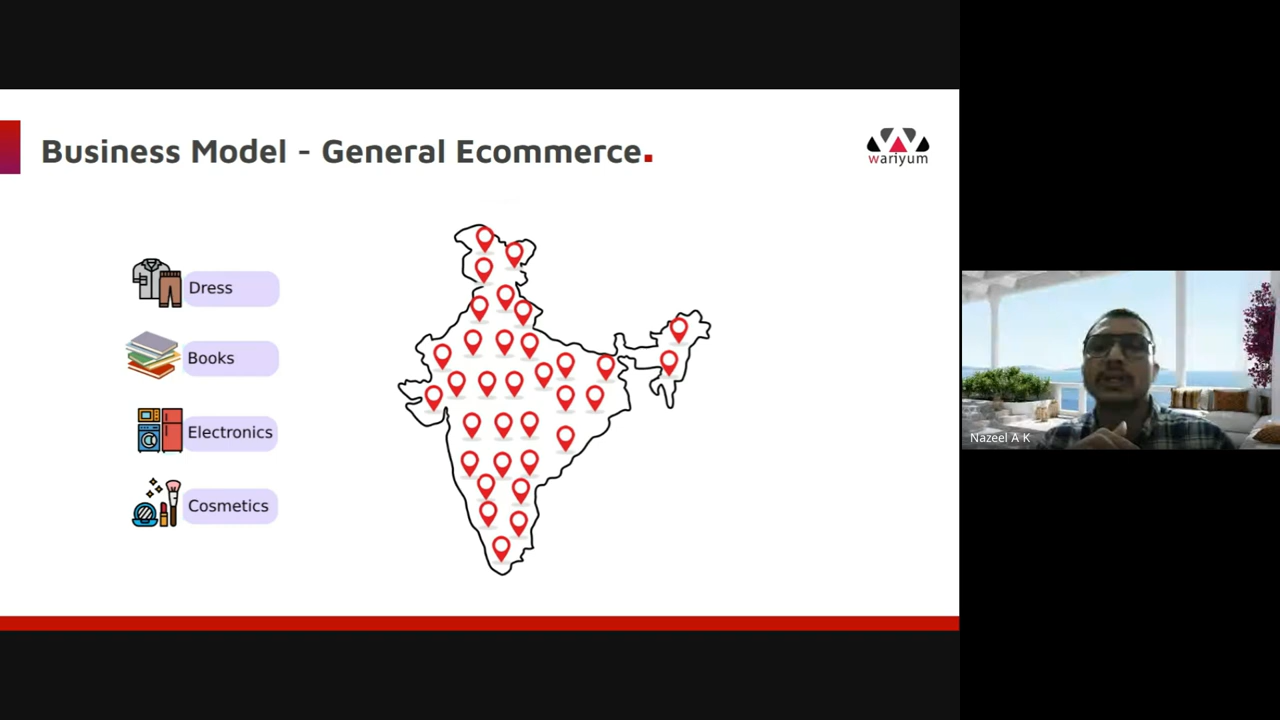 Business Model - General Ecommerce.
wariyum
Dress
Books
Electronics
Cosmetics
Nazeel A K